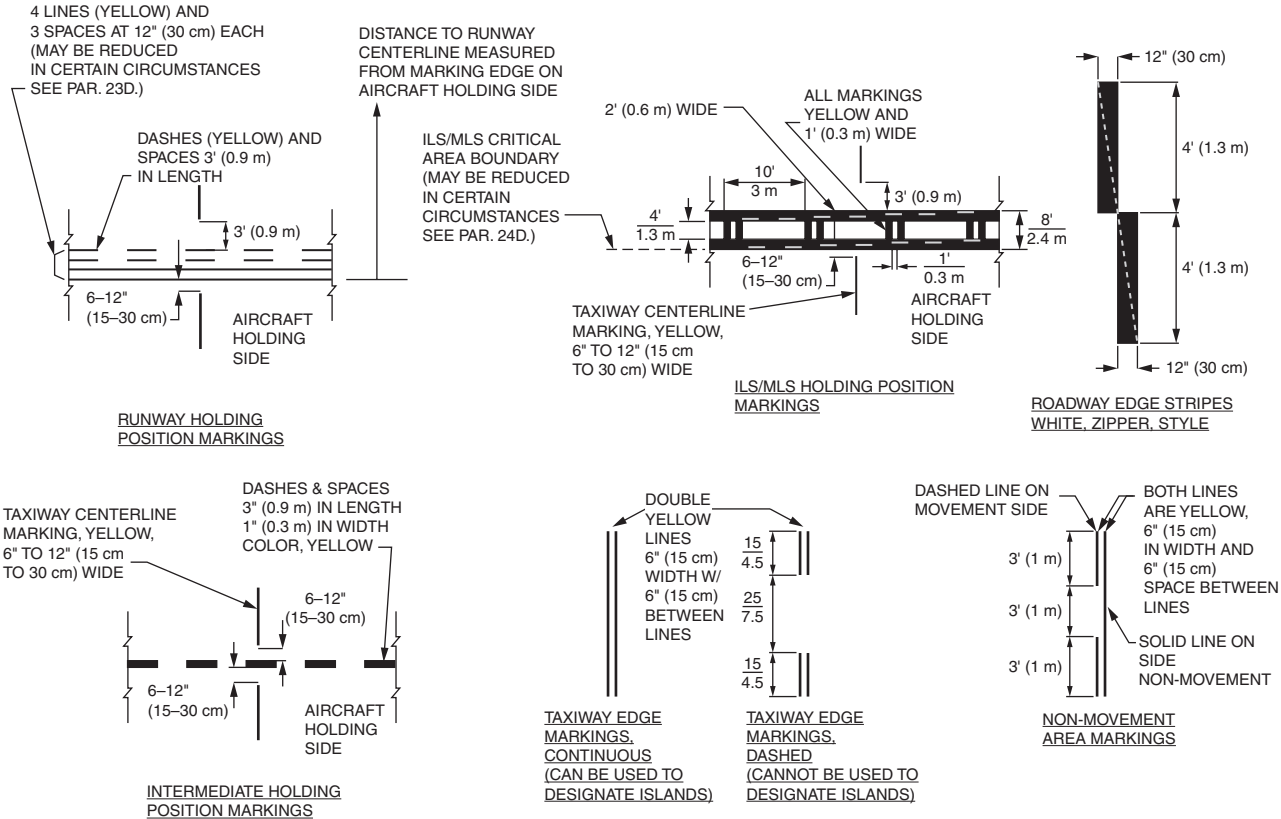 4 LINES (YELLOW) AND
3 SPACES AT 12" (30 cm) EACH
(MAY BE REDUCED
IN CERTAIN CIRCUMSTANCES
SEE PAR. 23D.)
DASHES (YELLOW) AND
SPACES 3' (0.9 m)
IN LENGTH
3' (0.9 m)
6–12"
(15–30 cm)
AIRCRAFT
HOLDING
SIDE
RUNWAY HOLDING
POSITION MARKINGS
DISTANCE TO RUNWAY
CENTERLINE MEASURED
FROM MARKING EDGE ON
AIRCRAFT HOLDING SIDE
ILS/MLS CRITICAL
AREA BOUNDARY
(MAY BE REDUCED
IN CERTAIN
CIRCUMSTANCES
SEE PAR. 24D.)
2' (0.6 m) WIDE
ALL MARKINGS
YELLOW AND
1' (0.3 m) WIDE
10'
3 m
3' (0.9 m)
4'
1.3 m
8'
2.4 m
6–12"
(15–30 cm)
1'
0.3 m
TAXIWAY CENTERLINE
MARKING, YELLOW,
6" TO 12" (15 cm
TO 30 cm) WIDE
AIRCRAFT
HOLDING
SIDE
ILS/MLS HOLDING POSITION
MARKINGS
12" (30 cm)
4' (1.3 m)
4' (1.3 m)
12" (30 cm)
ROADWAY EDGE STRIPES
WHITE, ZIPPER, STYLE
TAXIWAY CENTERLINE
MARKING, YELLOW,
6" TO 12" (15 cm
TO 30 cm) WIDE
DASHES & SPACES
3" (0.9 m) IN LENGTH
1" (0.3 m) IN WIDTH
COLOR, YELLOW
6–12"
(15–30 cm)
6–12"
(15–30 cm)
AIRCRAFT
HOLDING
SIDE
INTERMEDIATE HOLDING
POSITION MARKINGS
DOUBLE
YELLOW
LINES
6" (15 cm)
WIDTH W/
6" (15 cm)
BETWEEN
LINES
15
4.5
25
7.5
15
4.5
TAXIWAY EDGE
MARKINGS,
CONTINUOUS
(CAN BE USED TO
DESIGNATE ISLANDS)
TAXIWAY EDGE
MARKINGS,
DASHED
(CANNOT BE USED TO
DESIGNATE ISLANDS)
DASHED LINE ON
MOVEMENT SIDE
BOTH LINES
ARE YELLOW,
6" (15 cm)
IN WIDTH AND
6" (15 cm)
SPACE BETWEEN
LINES
3' (1 m)
3' (1 m)
3' (1 m)
SOLID LINE ON
SIDE
NON-MOVEMENT
NON-MOVEMENT
AREA MARKINGS